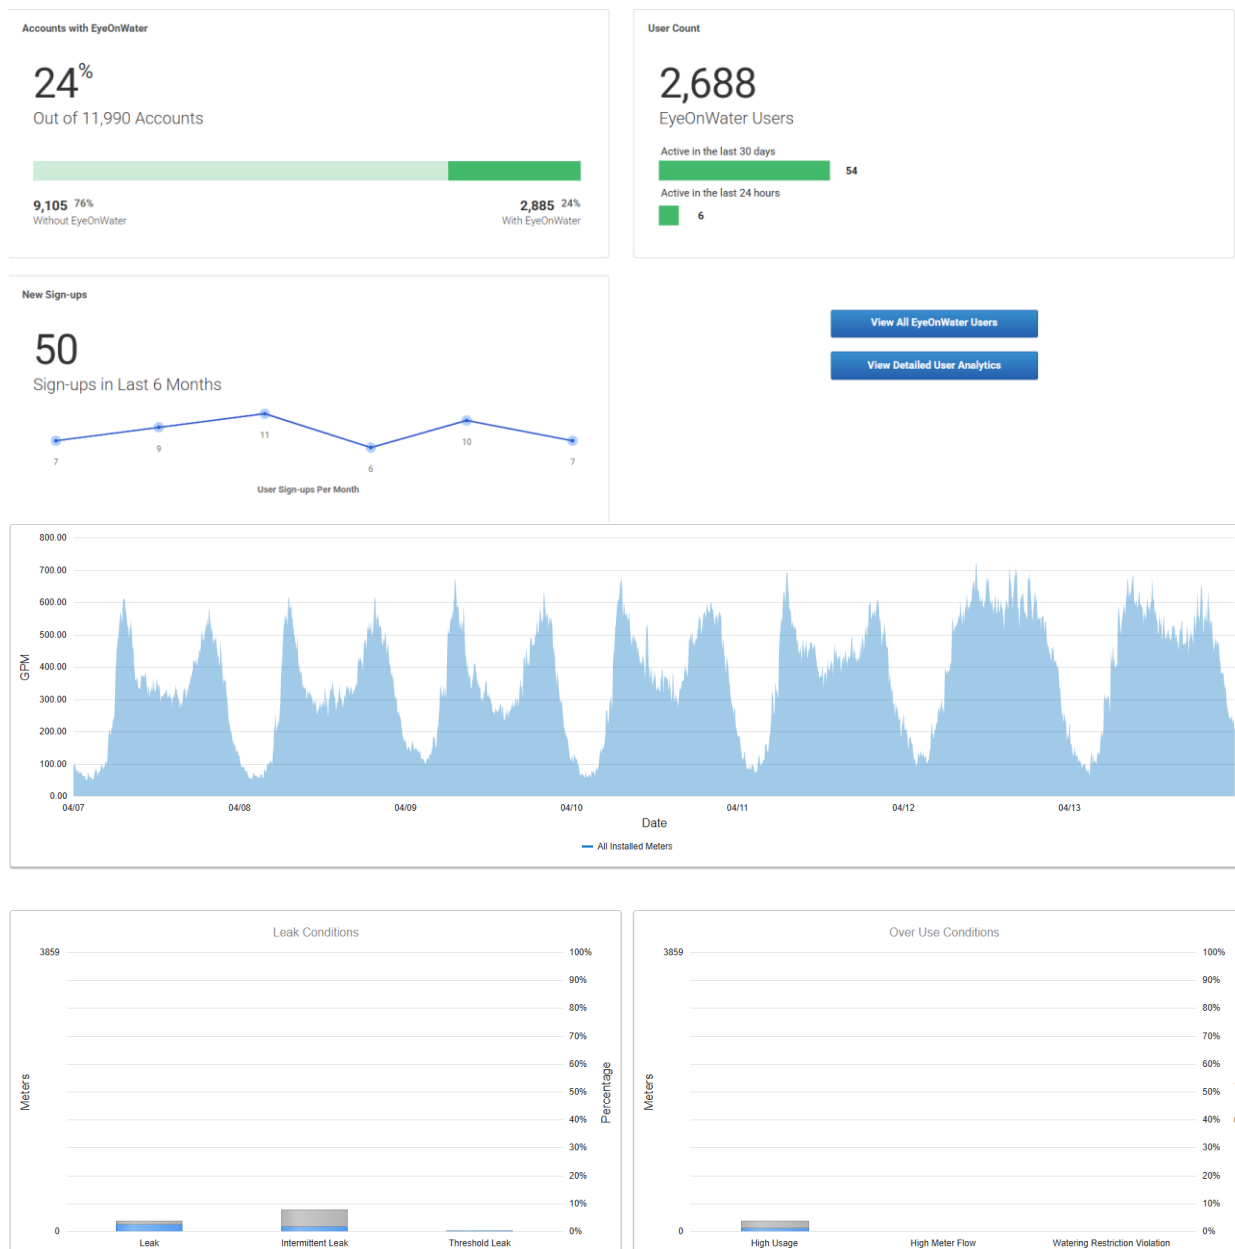 Accounts with EyeOnWater
24%
Out of 11,990 Accounts
9,105 76%
Without EyeOnWater
2,885 24%
With EyeOnWater
User Count
2,688
EyeOnWater Users
Active in the last 30 days
54
Active in the last 24 hours
6
New Sign-ups
50
Sign-ups in Last 6 Months
7
9
11
6
10
7
User Sign-ups Per Month
View All EyeOnWater Users
View Detailed User Analytics
800.00
700.00
600.00
500.00
400.00
300.00
200.00
100.00
0.00
GPM
04/07
04/08
04/09
04/10
04/11
04/12
04/13
Date
All Installed Meters
Leak Conditions
3859
0
Meters
100%
90%
80%
70%
60%
50%
40%
30%
20%
10%
0%
Percentage
Leak
Intermittent Leak
Threshold Leak
Over Use Conditions
3859
0
Meters
100%
90%
80%
70%
60%
50%
40%
30%
20%
10%
0%
High Usage
High Meter Flow
Watering Restriction Violation